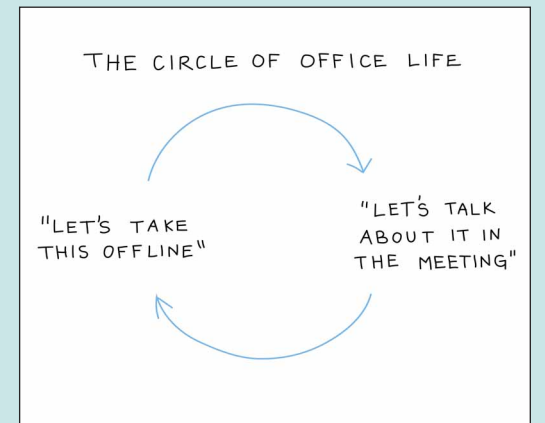 THE CIRCLE OF OFFICE LIFE
"LET'S TAKE
THIS OFFLINE"
"LET'S TALK
ABOUT IT IN
THE MEETING"